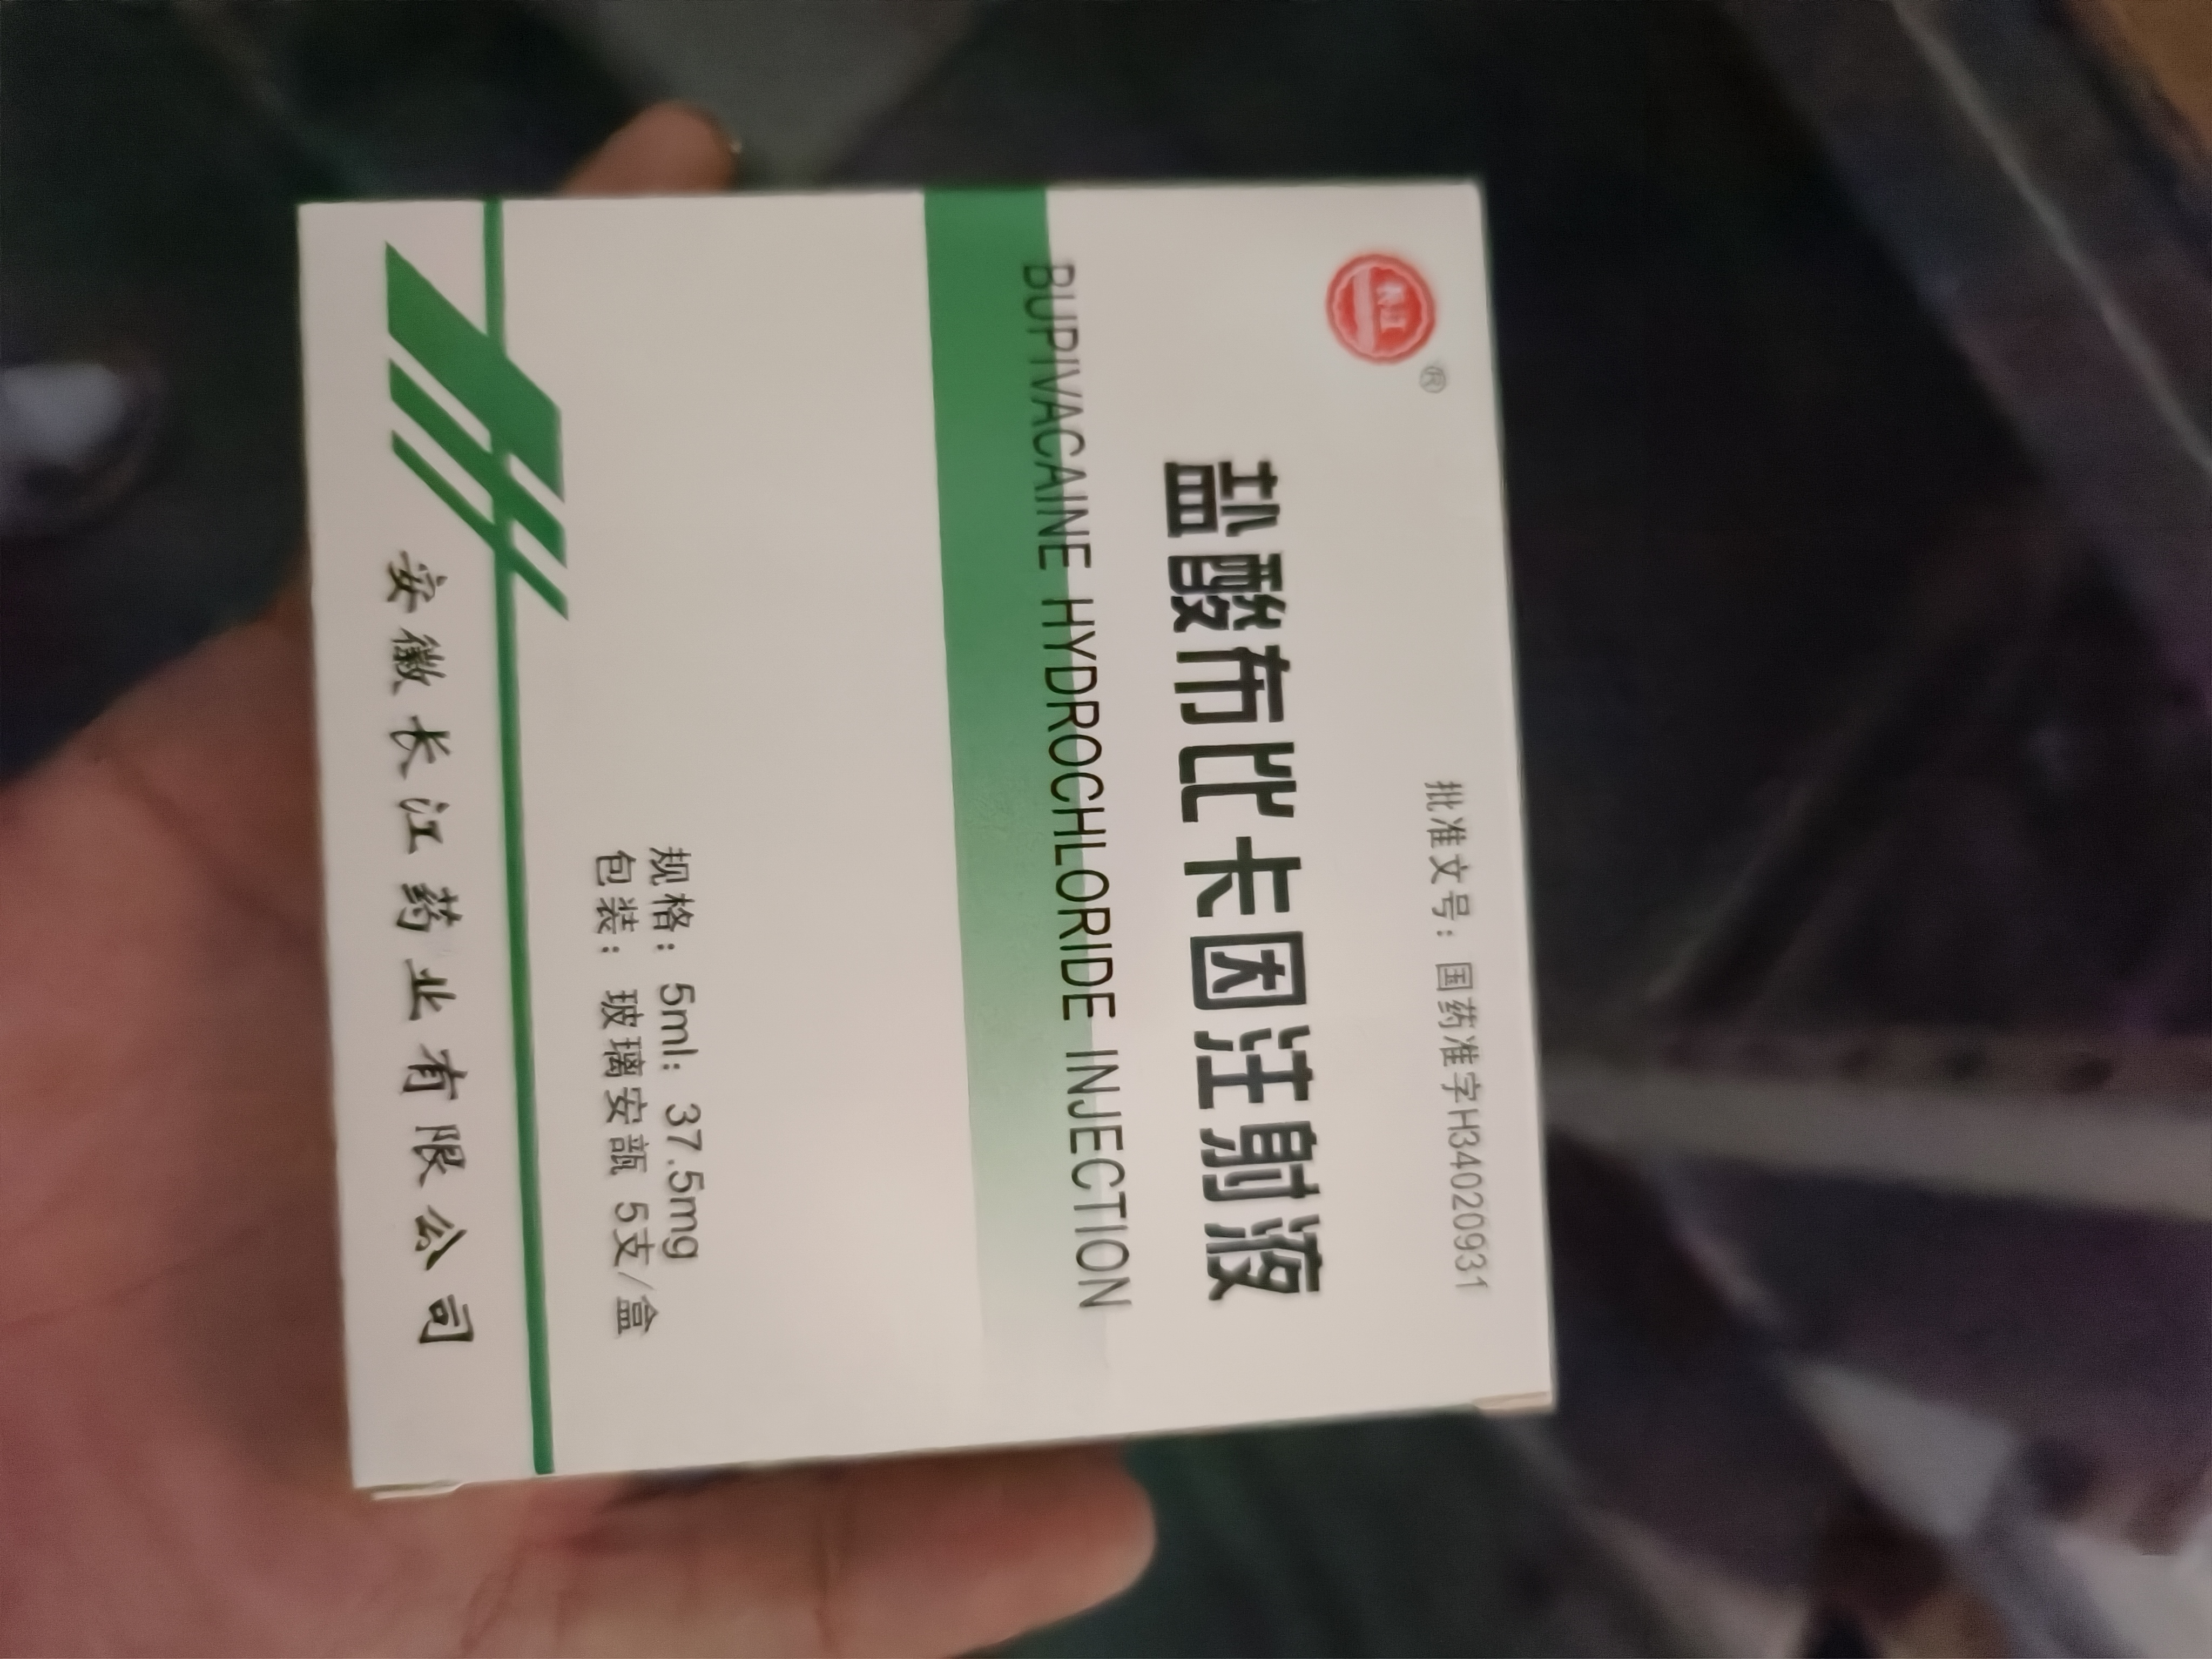 ®
批准文号：国药准字H34020931
盐酸布比卡因注射液
BUPIVACAINE HYDROCHLORIDE INJECTION
规格：5ml：37.5mg
包装：玻璃安瓿 5支/盒
安徽长江药业有限公司